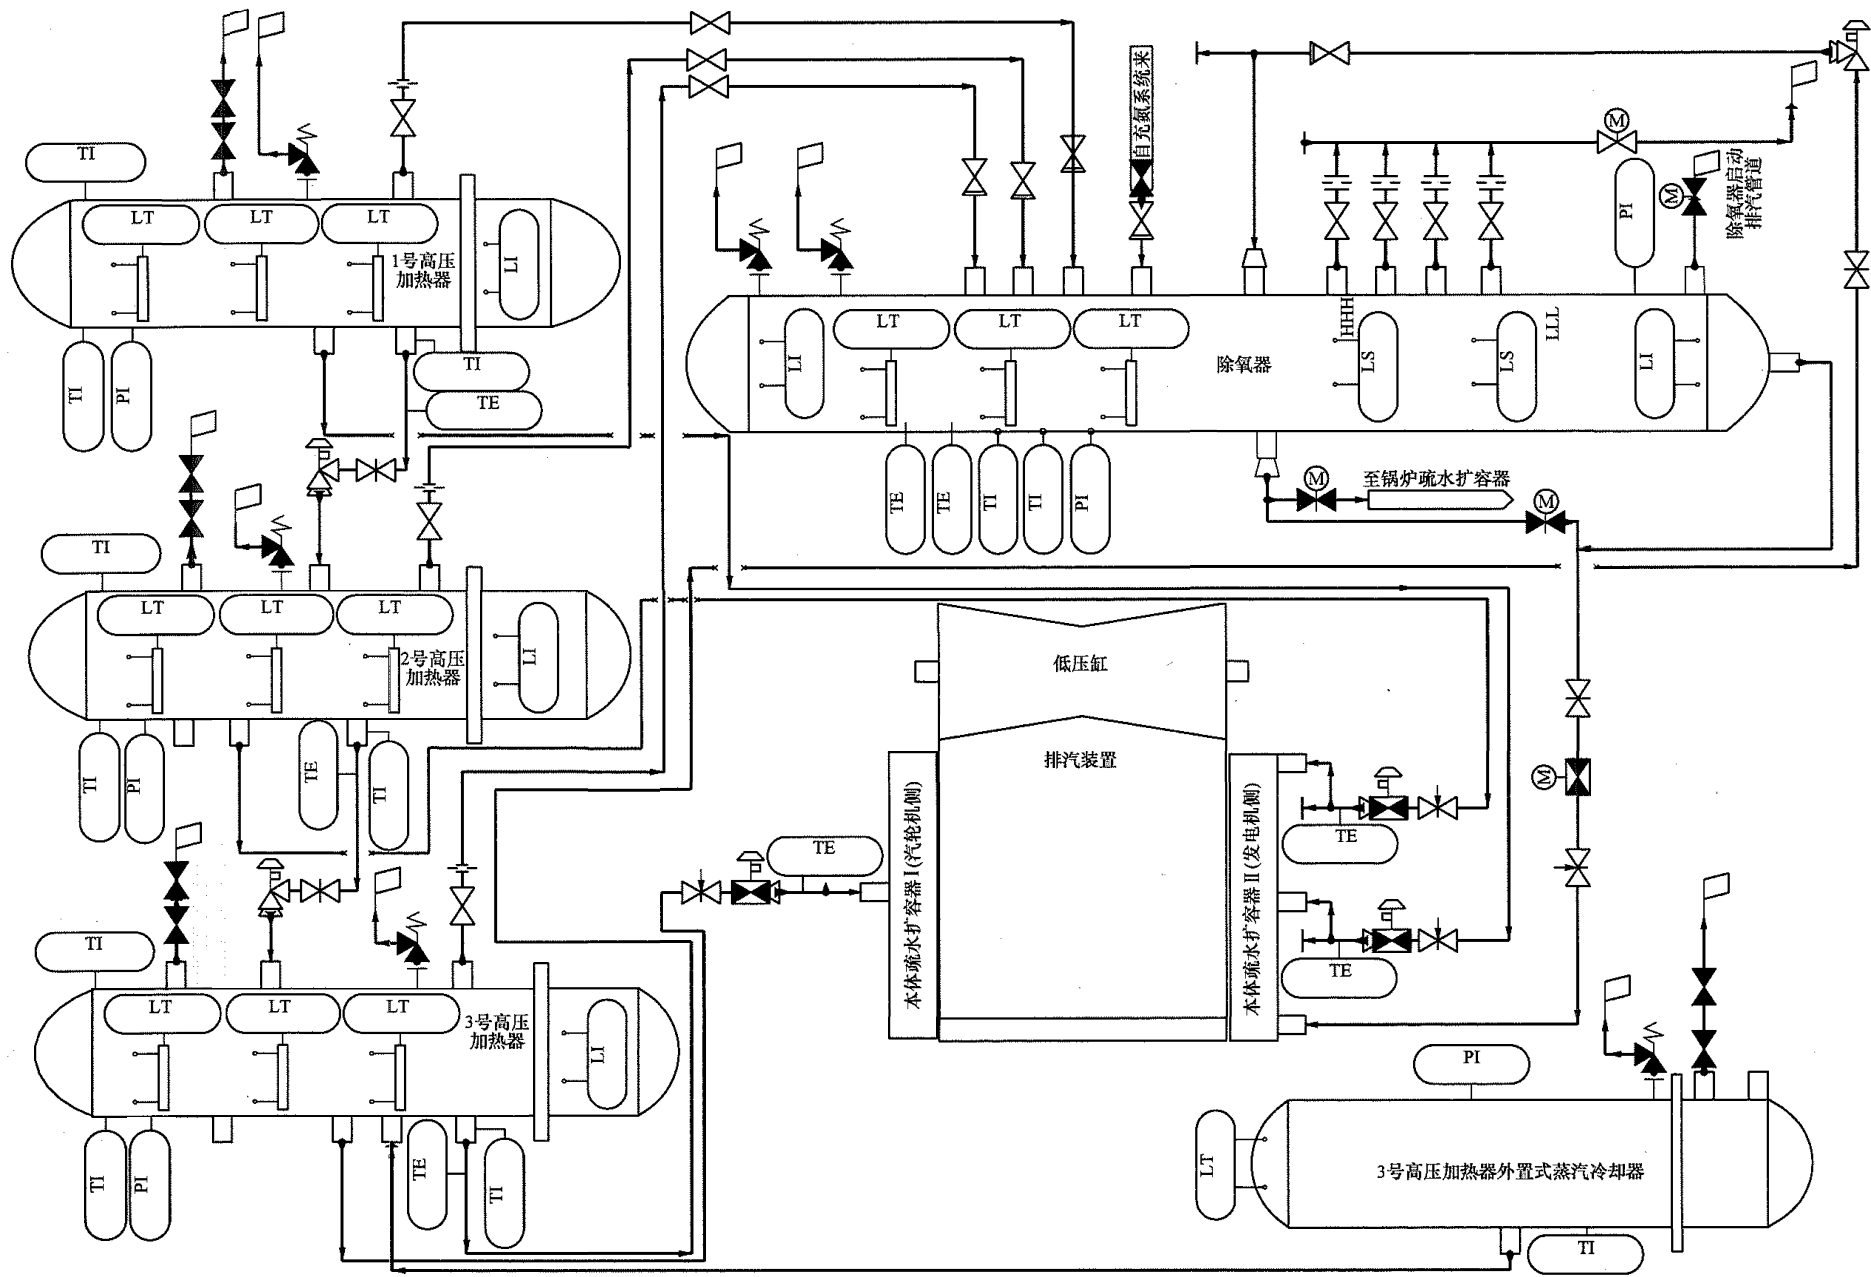 自充氮系统来
M
TI
PI
M
除氧器启动
排汽管道
LT
LT
LT
LI
1号高压
加热器
HHH
LLL
LI
LT
LT
LT
除氧器
LS
LS
LI
TI
PI
TI
TE
TE
TE
TI
TI
PI
M
至锅炉疏水扩容器
M
TI
LT
LT
LT
LI
2号高压
加热器
低压缸
排汽装置
TI
PI
TE
TI
M
本体疏水扩容器Ⅰ(汽轮机侧)
本体疏水扩容器Ⅱ(发电机侧)
TE
TE
TE
TI
LT
LT
LT
3号高压
加热器
LI
PI
LT
3号高压加热器外置式蒸汽冷却器
TI
PI
TE
TI
TI